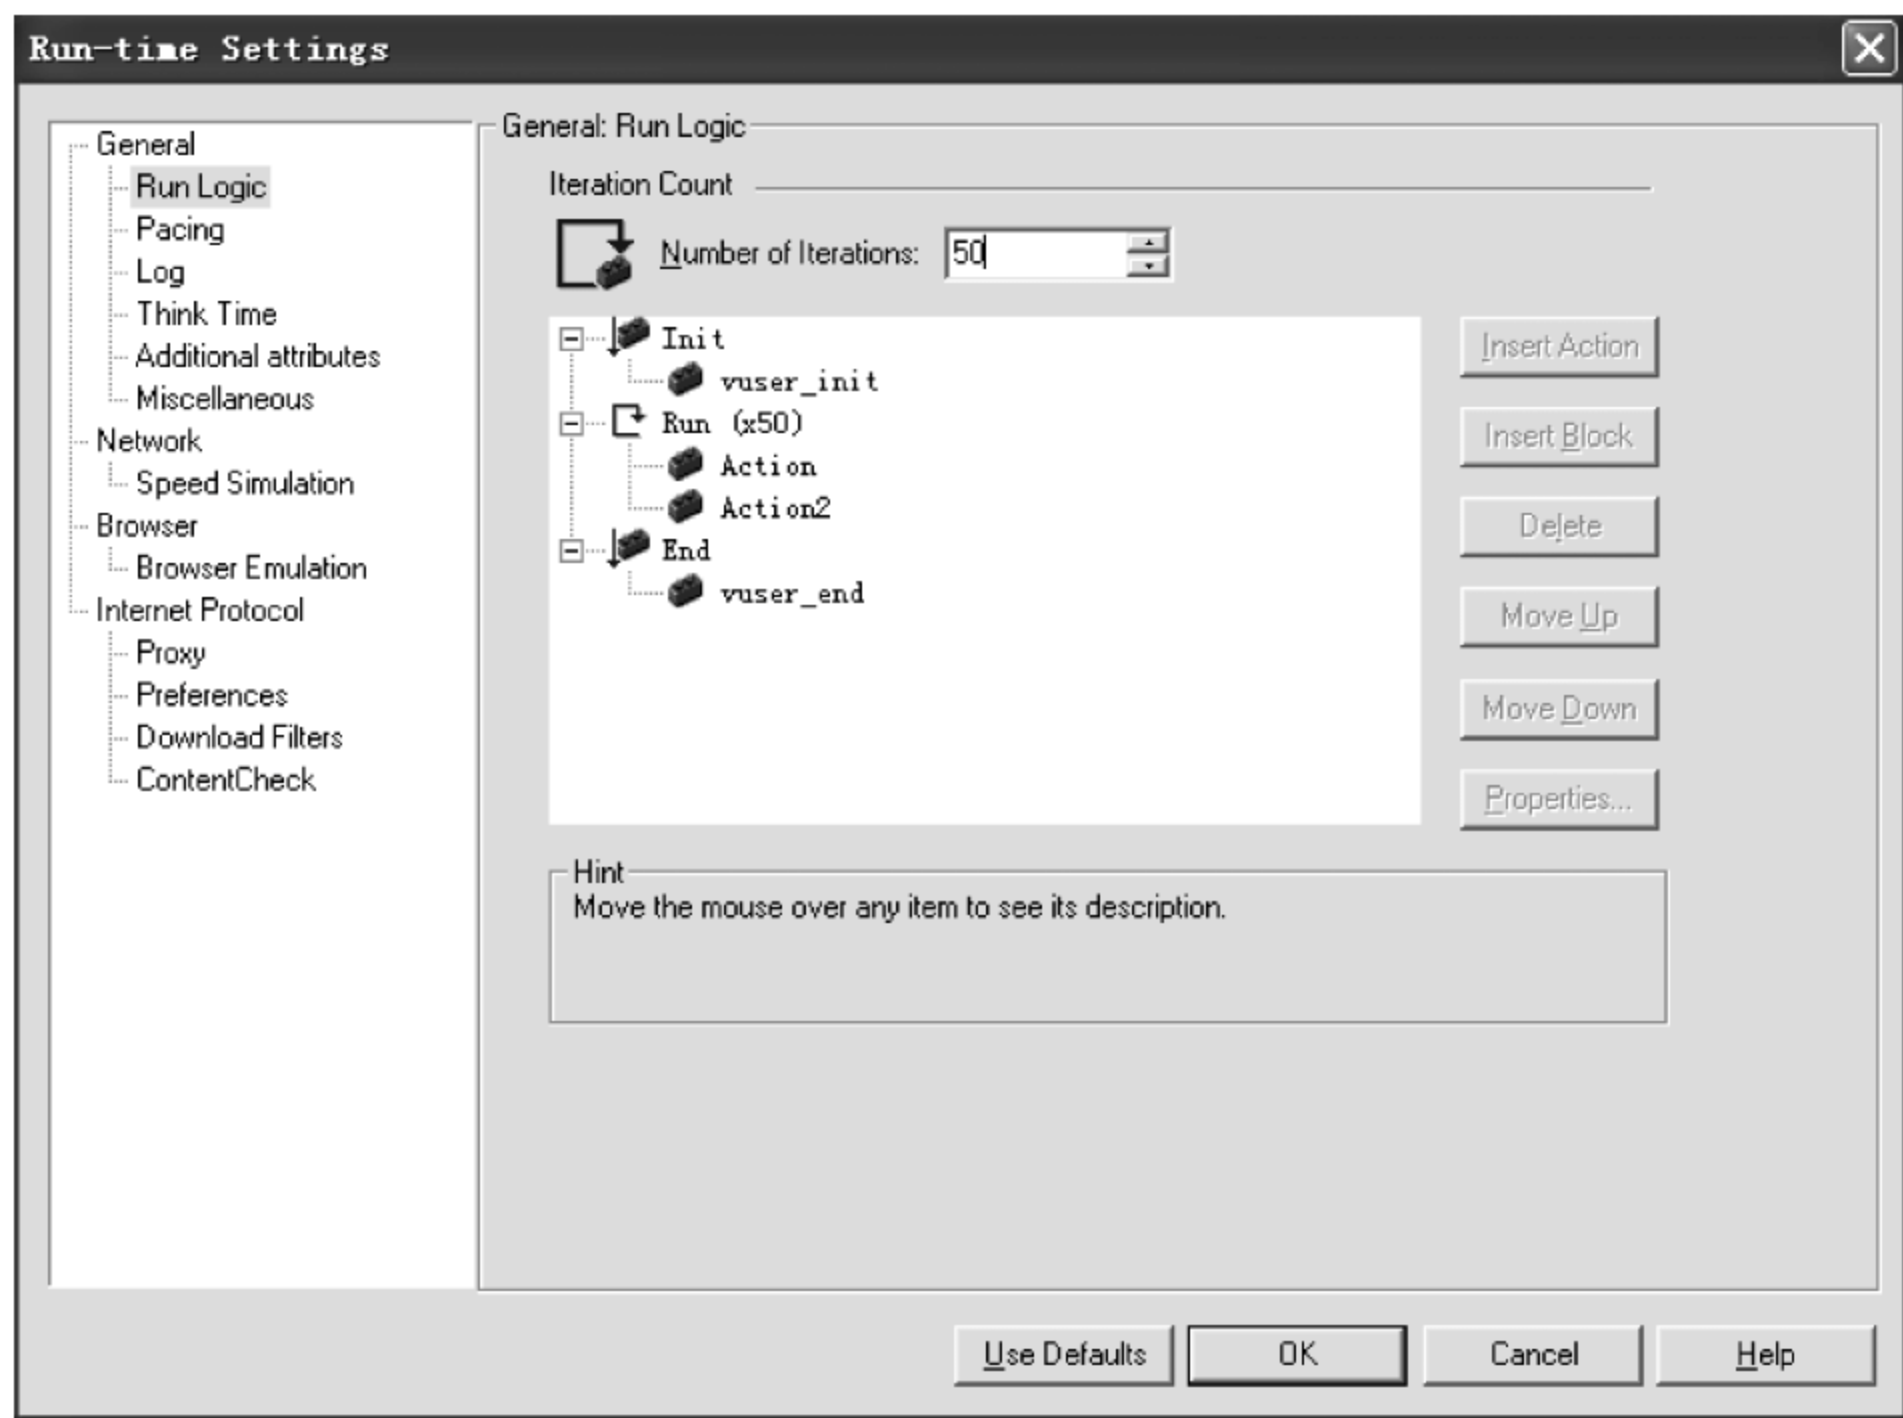 Run-time Settings
General
Run Logic
Pacing
Log
Think Time
Additional attributes
Miscellaneous
Network
Speed Simulation
Browser
Browser Emulation
Internet Protocol
Proxy
Preferences
Download Filters
ContentCheck
General: Run Logic
Iteration Count
Number of Iterations: 50
Init
vuser_init
Run (x50)
Action
Action2
End
vuser_end
Insert Action
Insert Block
Delete
Move Up
Move Down
Properties...
Hint
Move the mouse over any item to see its description.
Use Defaults OK Cancel Help